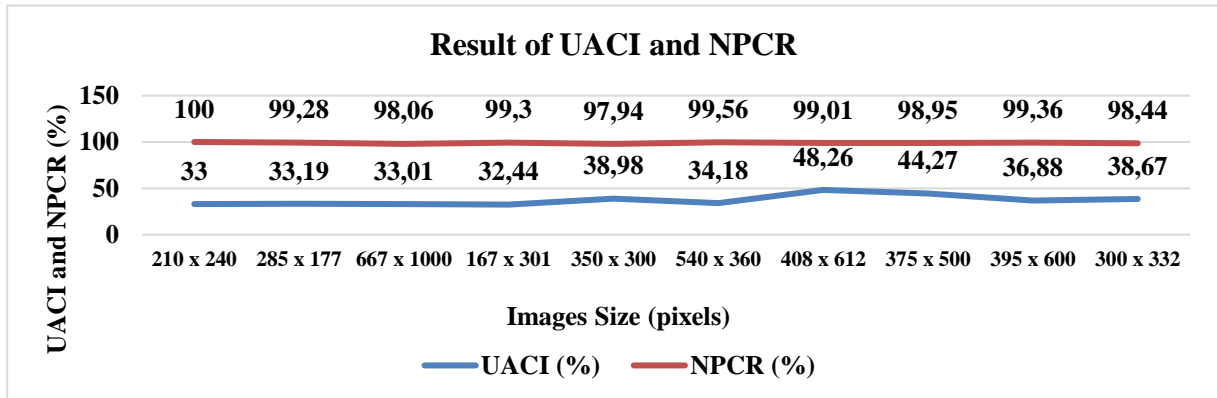 Result of UACI and NPCR
UACI and NPCR (%)
150
100 99,28 98,06 99,3 97,94 99,56 99,01 98,95 99,36 98,44
100
33 33,19 33,01 32,44 38,98 34,18 48,26 44,27 36,88 38,67
50
0
210 x 240 285 x 177 667 x 1000 167 x 301 350 x 300 540 x 360 408 x 612 375 x 500 395 x 600 300 x 332
Images Size (pixels)
UACI (%) NPCR (%)